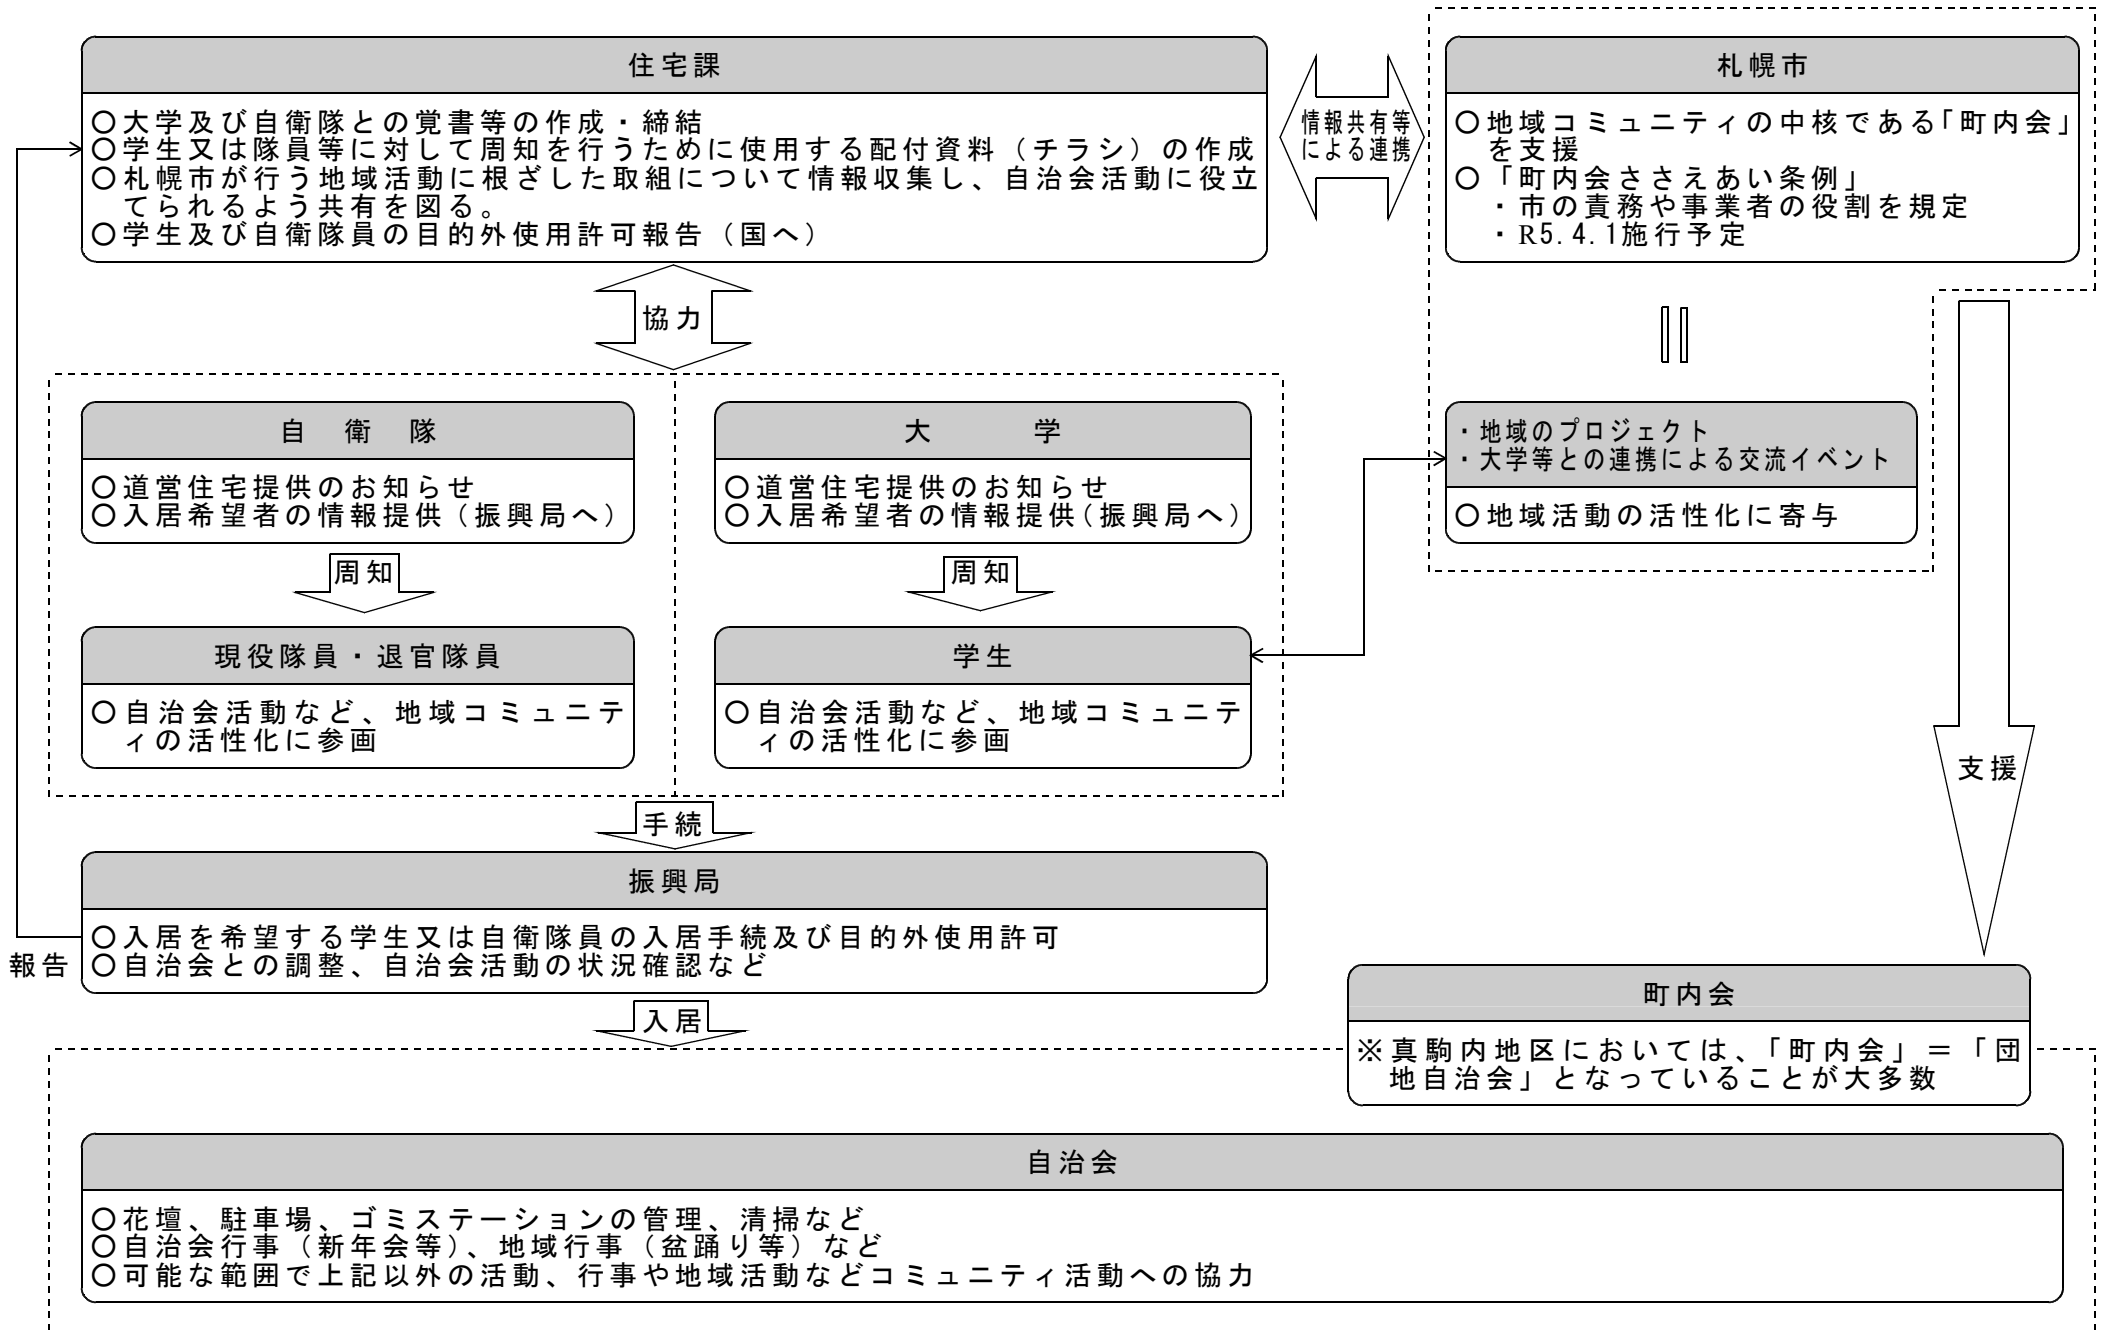 住宅課
〇大学及び自衛隊との覚書等の作成・締結
〇学生又は隊員等に対して周知を行うために使用する配付資料（チラシ）の作成
〇札幌市が行う地域活動に根ざした取組について情報収集し、自治会活動に役立
てられるよう共有を図る。
〇学生及び自衛隊員の目的外使用許可報告（国へ）
情報共有等
による連携
札幌市
〇地域コミュニティの中核である「町内会」
を支援
〇「町内会ささえあい条例」
・市の責務や事業者の役割を規定
・R5.4.1施行予定
協力
自衛隊
〇道営住宅提供のお知らせ
〇入居希望者の情報提供（振興局へ）
周知
現役隊員・退官隊員
〇自治会活動など、地域コミュニテ
ィの活性化に参画
大学
〇道営住宅提供のお知らせ
〇入居希望者の情報提供（振興局へ）
周知
学生
〇自治会活動など、地域コミュニテ
ィの活性化に参画
・地域のプロジェクト
・大学等との連携による交流イベント
〇地域活動の活性化に寄与
支援
手続
振興局
〇入居を希望する学生又は自衛隊員の入居手続及び目的外使用許可
〇自治会との調整、自治会活動の状況確認など
報告
入居
町内会
※真駒内地区においては、「町内会」＝「団
地自治会」となっていることが大多数
自治会
〇花壇、駐車場、ゴミステーションの管理、清掃など
〇自治会行事（新年会等）、地域行事（盆踊り等）など
〇可能な範囲で上記以外の活動、行事や地域活動などコミュニティ活動への協力